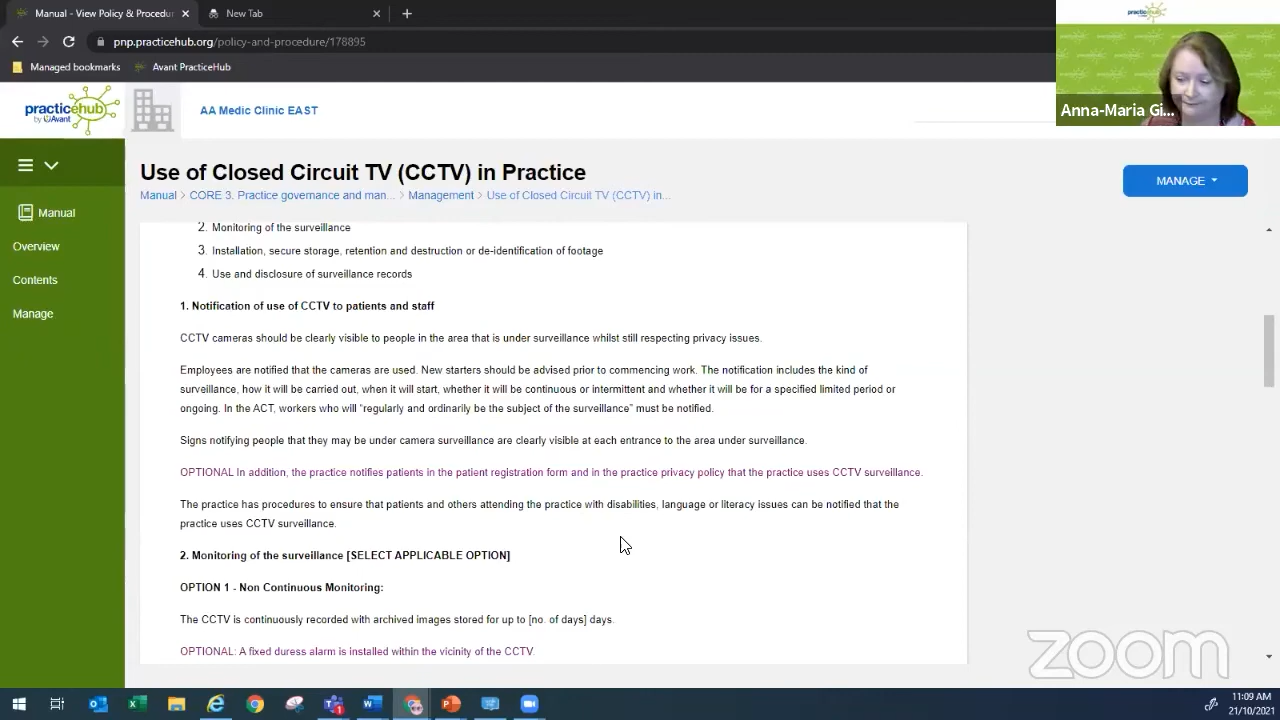 Manual - View Policy & Procedur
New Tab
pnp.practicehub.org/policy-and-procedure/178895
Managed bookmarks
Avant PracticeHub
practicehub
Anna-Maria Gi...
practicehub
by Avant
AA Medic Clinic EAST
Use of Closed Circuit TV (CCTV) in Practice
MANAGE
Manual > CORE 3. Practice governance and man... > Management > Use of Closed Circuit TV (CCTV) in...
Manual
Overview
Contents
Manage
2. Monitoring of the surveillance
3. Installation, secure storage, retention and destruction or de-identification of footage
4. Use and disclosure of surveillance records
1. Notification of use of CCTV to patients and staff
CCTV cameras should be clearly visible to people in the area that is under surveillance whilst still respecting privacy issues.
Employees are notified that the cameras are used. New starters should be advised prior to commencing work. The notification includes the kind of
surveillance, how it will be carried out, when it will start, whether it will be continuous or intermittent and whether it will be for a specified limited period or
ongoing. In the ACT, workers who will “regularly and ordinarily be the subject of the surveillance” must be notified.
Signs notifying people that they may be under camera surveillance are clearly visible at each entrance to the area under surveillance.
OPTIONAL In addition, the practice notifies patients in the patient registration form and in the practice privacy policy that the practice uses CCTV surveillance.
The practice has procedures to ensure that patients and others attending the practice with disabilities, language or literacy issues can be notified that the
practice uses CCTV surveillance.
2. Monitoring of the surveillance [SELECT APPLICABLE OPTION]
OPTION 1 - Non Continuous Monitoring:
The CCTV is continuously recorded with archived images stored for up to [no. of days] days.
OPTIONAL: A fixed duress alarm is installed within the vicinity of the CCTV.
zoom
11:09 AM
21/10/2021